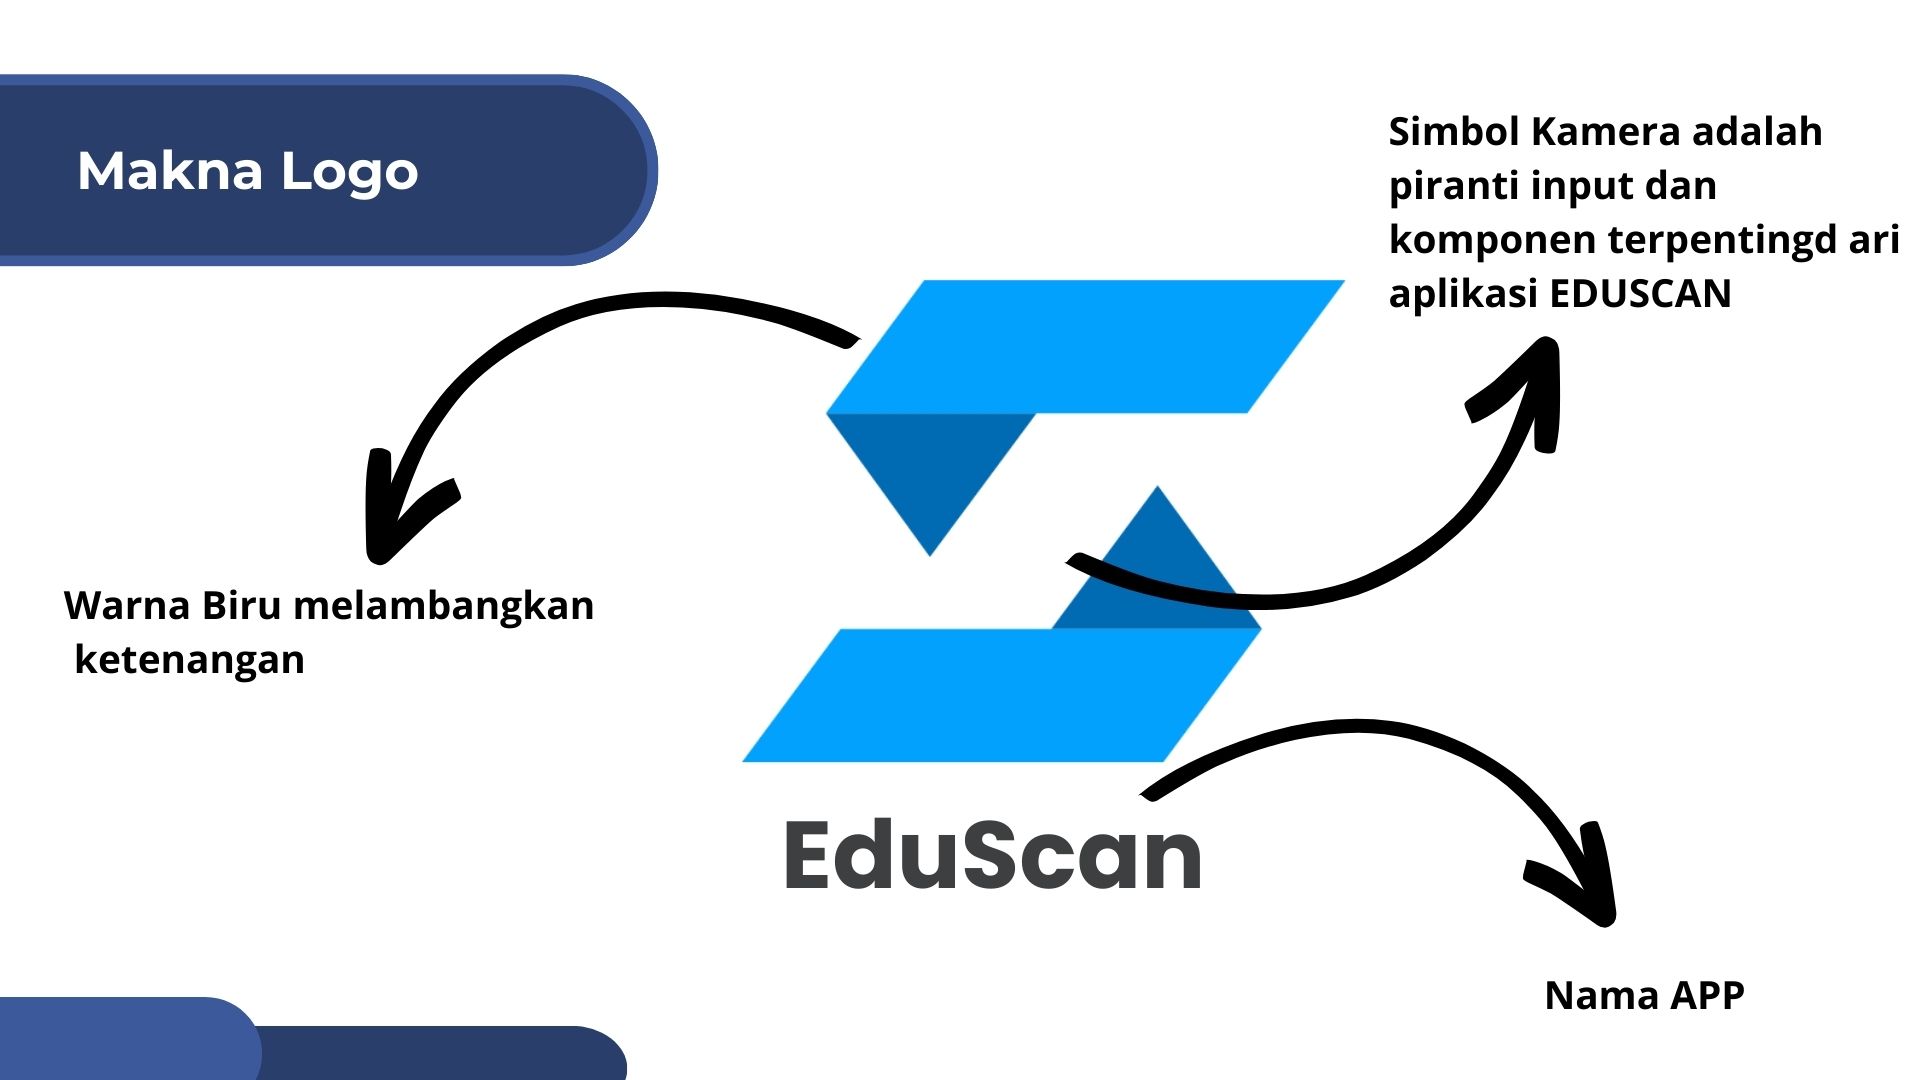 Makna Logo
Simbol Kamera adalah
piranti input dan
komponen terpentingd ari
aplikasi EDUSCAN
Warna Biru melambangkan
ketenangan
EduScan
Nama APP